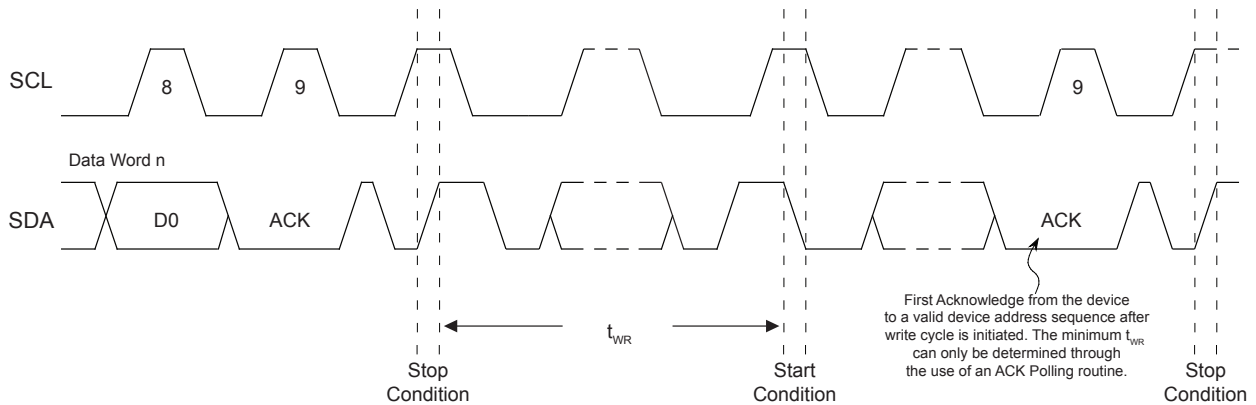 SCL
8
9
9
Data Word n
SDA
D0
ACK
ACK
First Acknowledge from the device
to a valid device address sequence after
write cycle is initiated. The minimum tWR
can only be determined through
the use of an ACK Polling routine.
tWR
Stop
Condition
Start
Condition
Stop
Condition